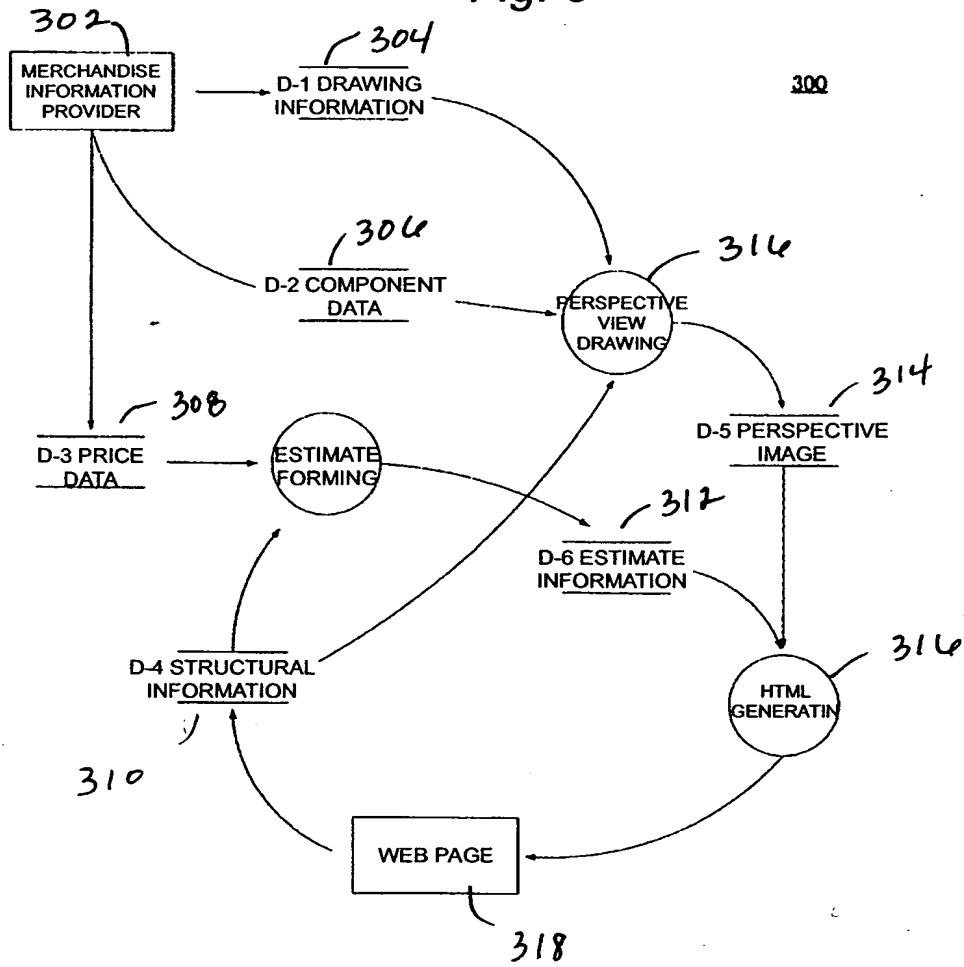 302
304
MERCHANDISE
INFORMATION
PROVIDER
D-1 DRAWING
INFORMATION
300
306
316
D-2 COMPONENT
DATA
PERSPECTIVE
VIEW
DRAWING
308
314
D-3 PRICE
DATA
ESTIMATE
FORMING
D-5 PERSPECTIVE
IMAGE
312
D-6 ESTIMATE
INFORMATION
D-4 STRUCTURAL
INFORMATION
316
HTML
GENERATIN
310
WEB PAGE
318